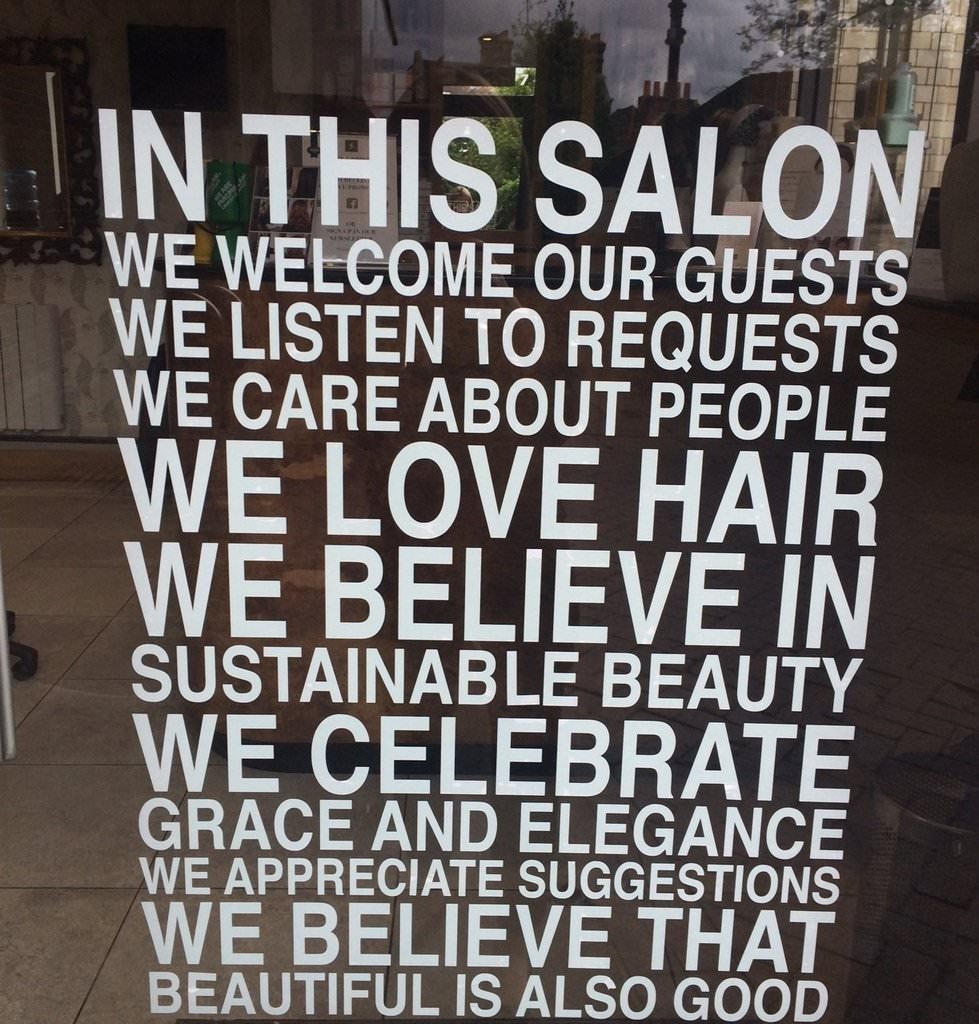 7
IN THIS SALON
WE WELCOME OUR GUESTS
WE LISTEN TO REQUESTS
WE CARE ABOUT PEOPLE
WE LOVE HAIR
WE BELIEVE IN
SUSTAINABLE BEAUTY
WE CELEBRATE
GRACE AND ELEGANCE
WE APPRECIATE SUGGESTIONS
WE BELIEVE THAT
BEAUTIFUL IS ALSO GOOD